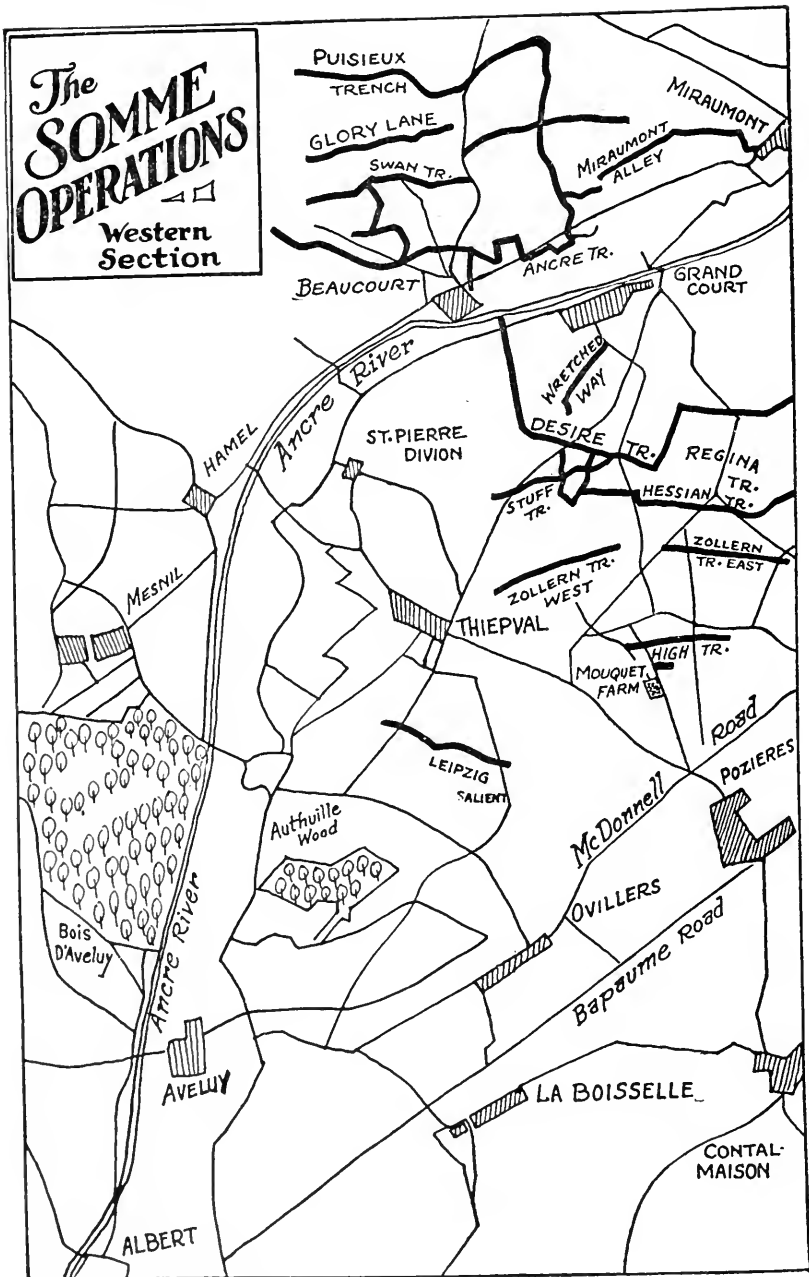 The
SOMME
OPERATIONS
Western
Section
PUISIEUX
TRENCH
GLORY LANE
SWAN TR.
MIRAUMONT
MIRAUMONT
ALLEY
ANCRE TR.
BEAUCOURT
GRAND
COURT
Ancre River
WRETCHED
WAY
HAMEL
ST. PIERRE
DIVION
DESIRE TR.
REGINA
TR.
STUFF
TR.
HESSIAN TR.
ZOLLERN
TR. EAST
ZOLLERN TR.
WEST
MESNIL
THIEPVAL
HIGH TR.
MOUQUET
FARM
LEIPZIG
SALIENT
McDonnell Road
POZIERES
Authuille
Wood
OVILLERS
Bois
D'Aveluy
Ancre River
Bapaume Road
AVELUY
LA BOISSELLE
CONTAL-
MAISON
ALBERT